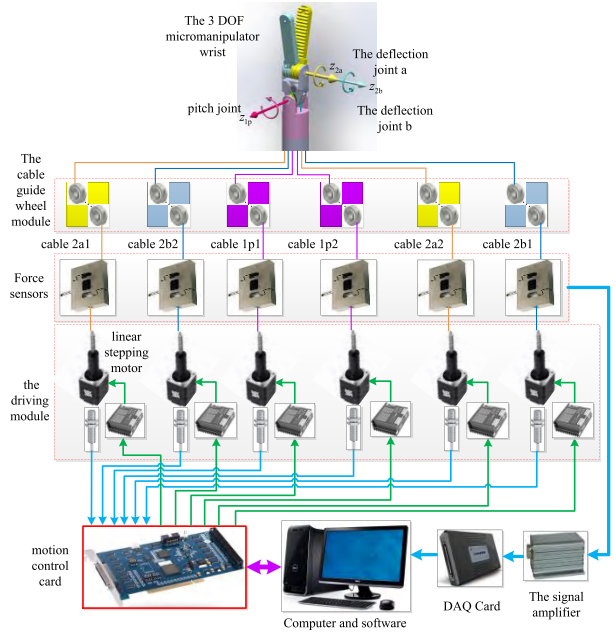 The 3 DOF
micromanipulator
wrist
The deflection
joint a
z2a
z2b
pitch joint
z1p
The deflection
joint b
The
cable
guide
wheel
module
cable 2a1
cable 2b2
cable 1p1
cable 1p2
cable 2a2
cable 2b1
Force
sensors
linear
stepping
motor
the
driving
module
motion
control
card
Computer and software
DAQ Card
The signal
amplifier